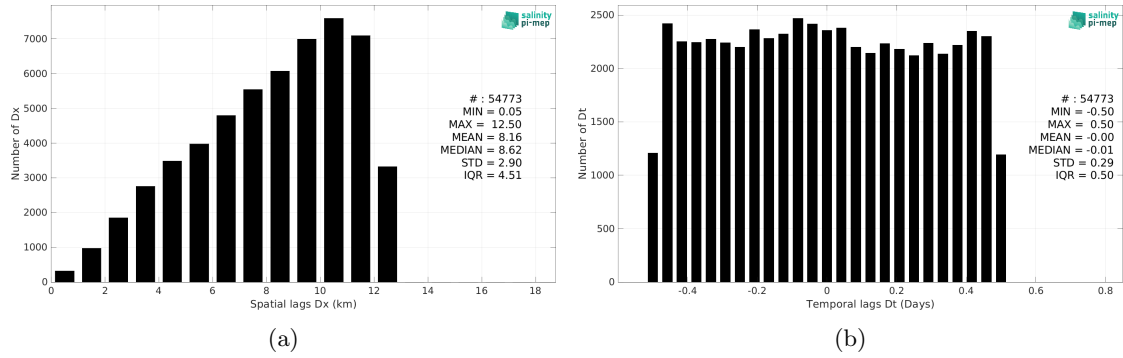 salinity
pi-mep
7000
6000
5000
4000
3000
2000
1000
0
Number of Dx
# : 54773
MIN = 0.05
MAX = 12.50
MEAN = 8.16
MEDIAN = 8.62
STD = 2.90
IQR = 4.51
0 2 4 6 8 10 12 14 16 18
Spatial lags Dx (km)
(a)
salinity
pi-mep
2500
2000
1500
1000
500
0
Number of Dt
# : 54773
MIN = -0.50
MAX = 0.50
MEAN = -0.00
MEDIAN = -0.01
STD = 0.29
IQR = 0.50
-0.4 -0.2 0 0.2 0.4 0.6 0.8
Temporal lags Dt (Days)
(b)